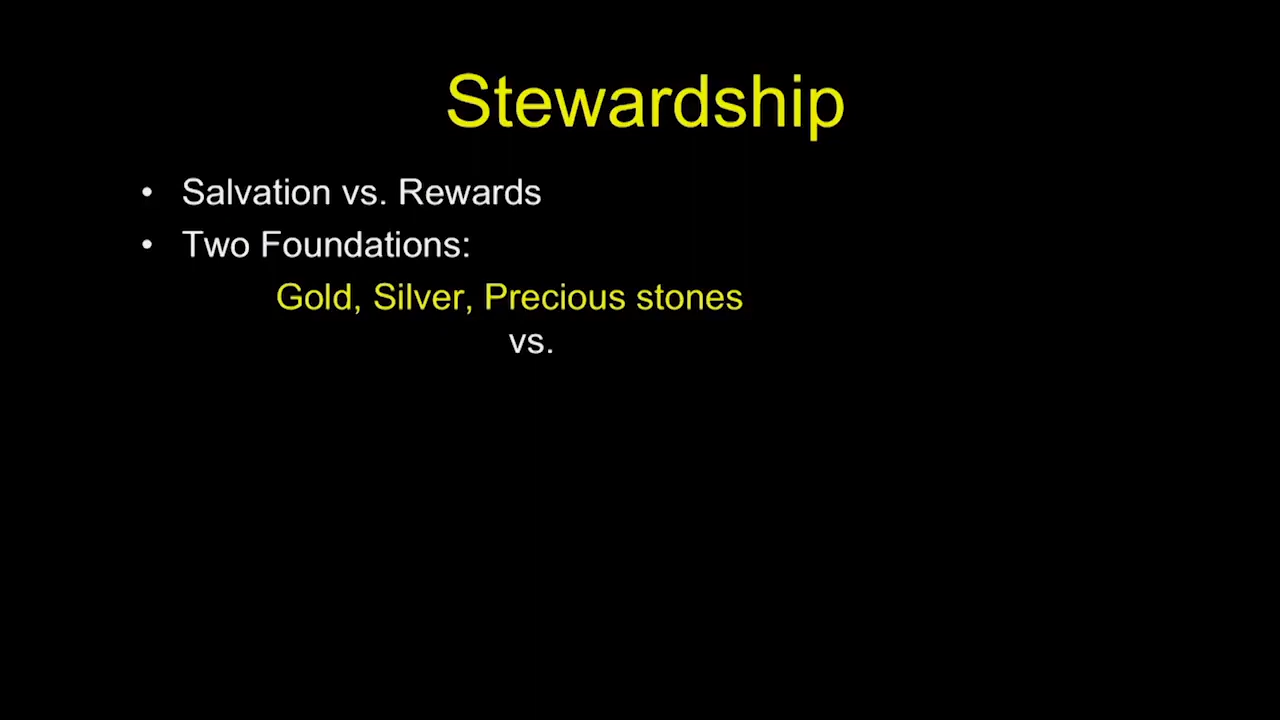 Stewardship
• Salvation vs. Rewards
• Two Foundations:
Gold, Silver, Precious stones
vs.